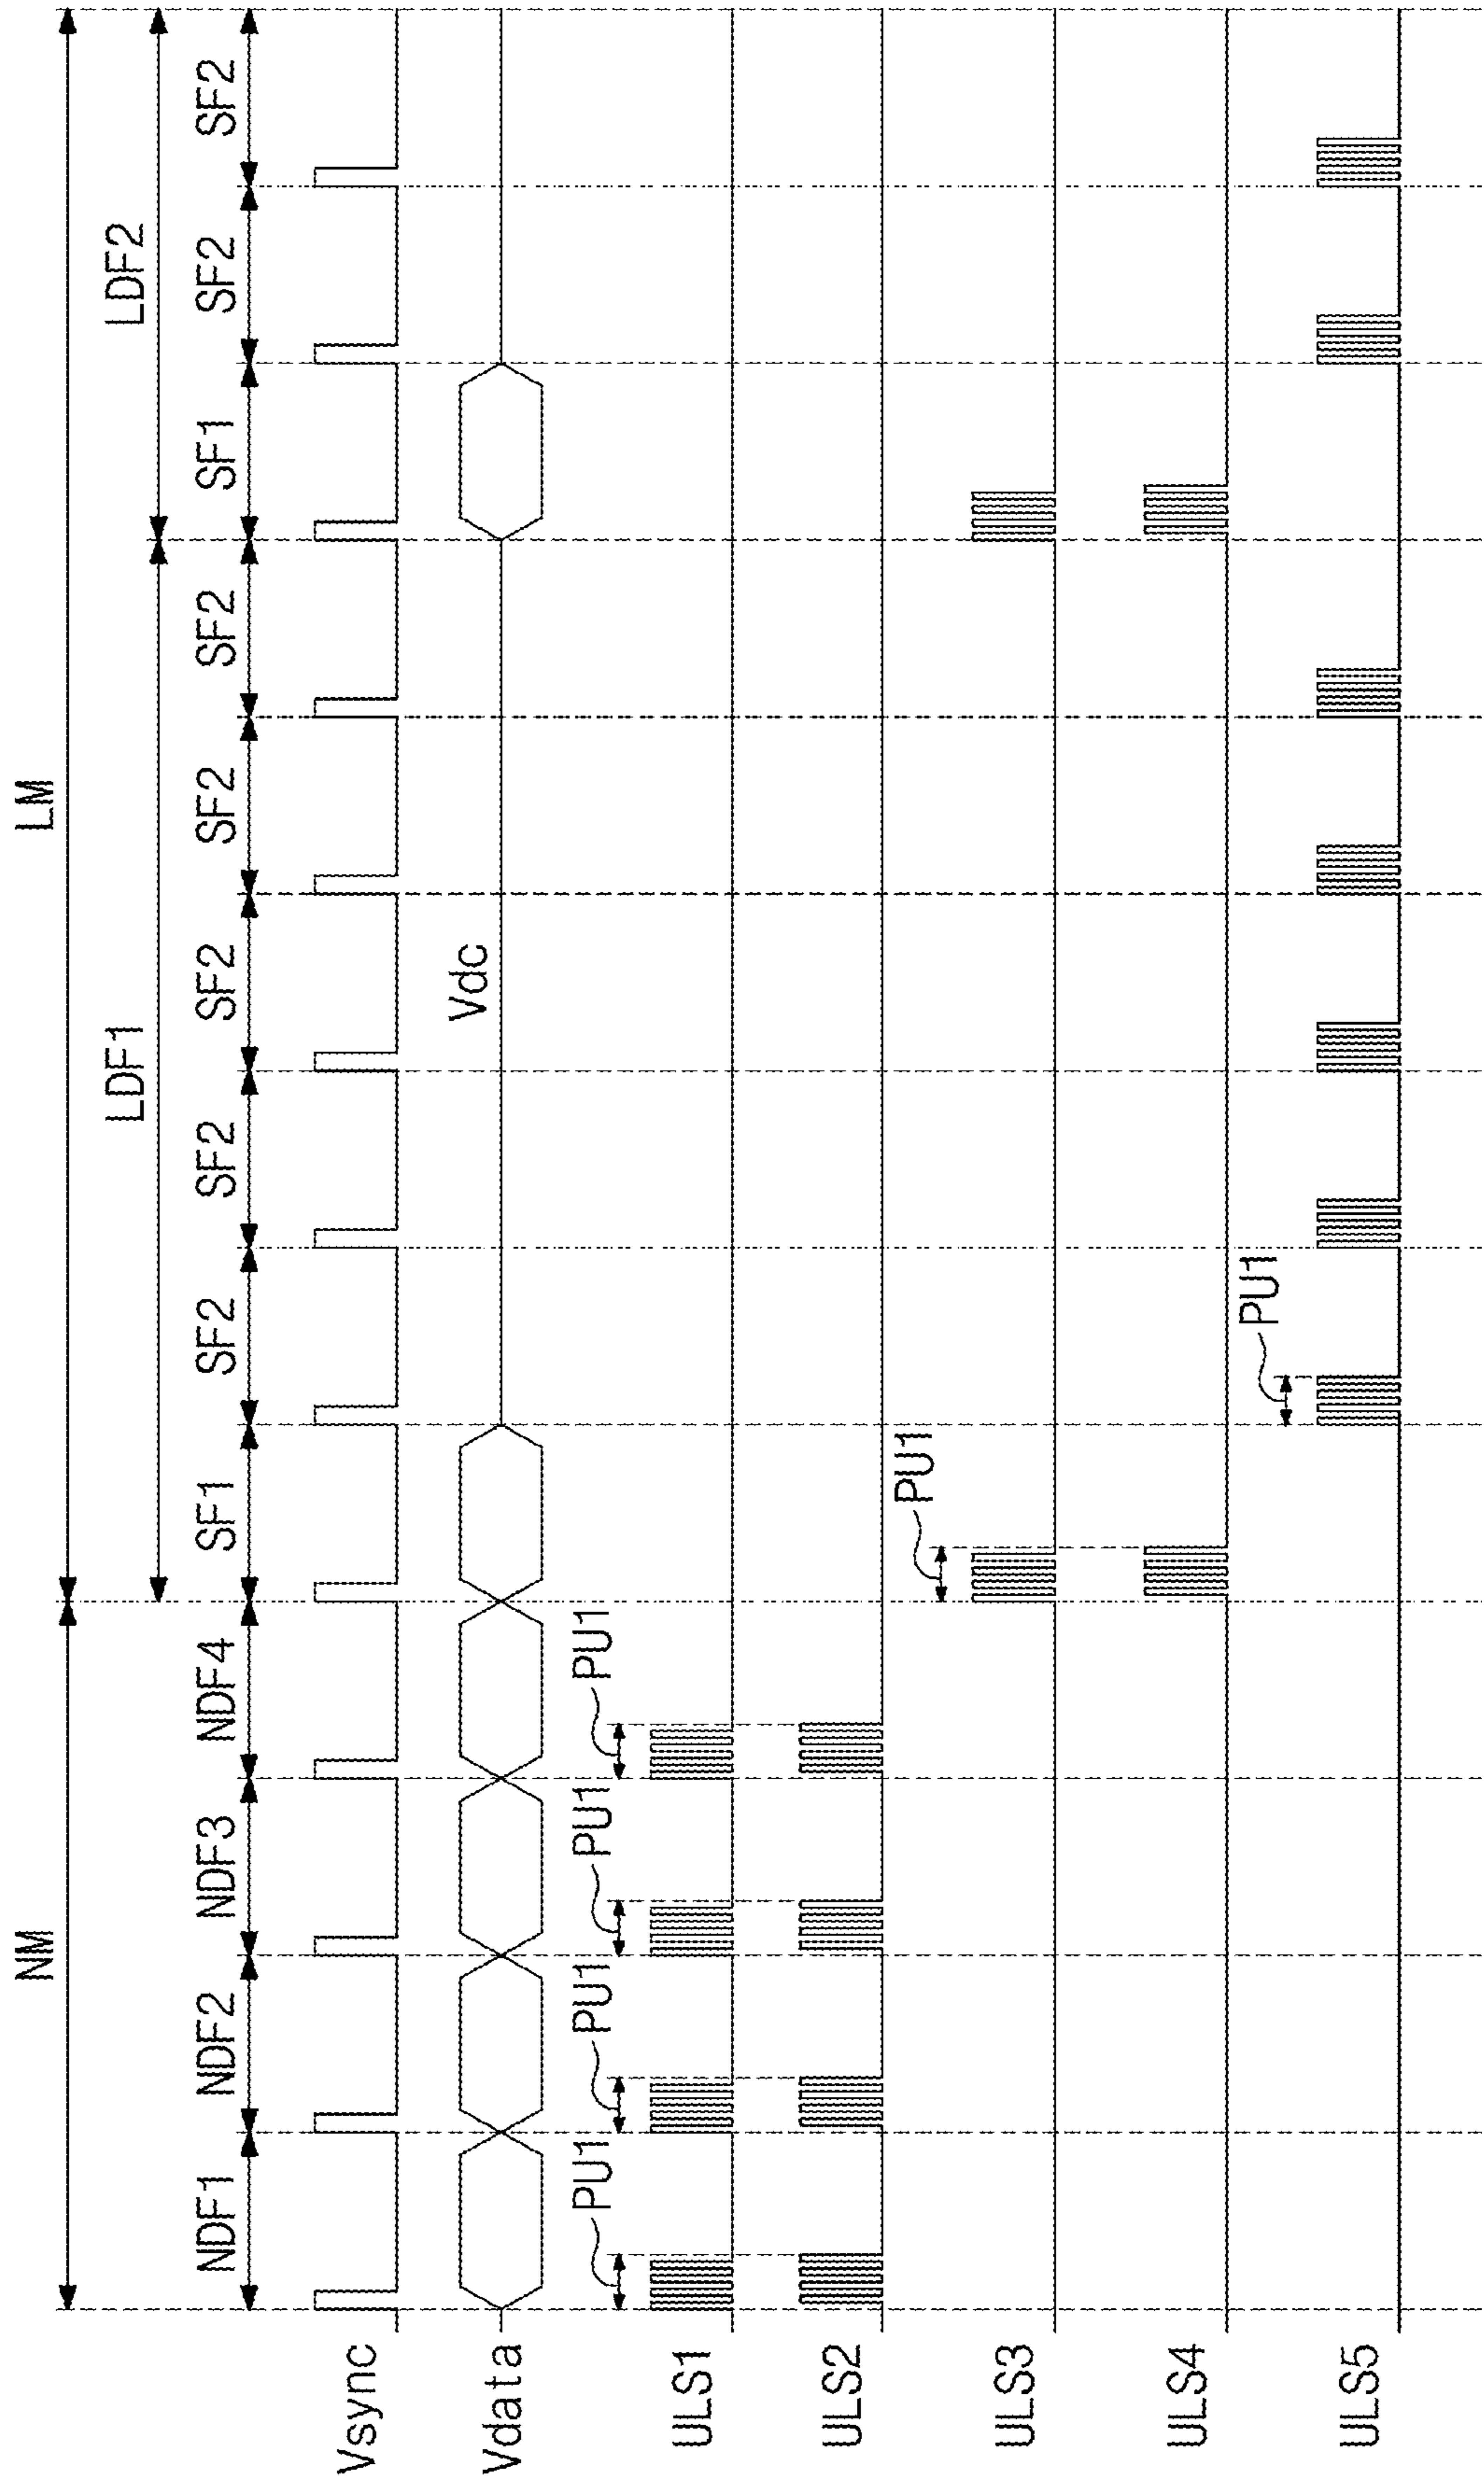 NM LM
LDF1 LDF2
NDF1 NDF2 NDF3 NDF4 SF1 SF2 SF2 SF2 SF2 SF2 SF1 SF2 SF2
Vsync
Vdc
Vdata
PU1 PU1 PU1 PU1
ULS1
ULS2
PU1
ULS3
ULS4
PU1
ULS5